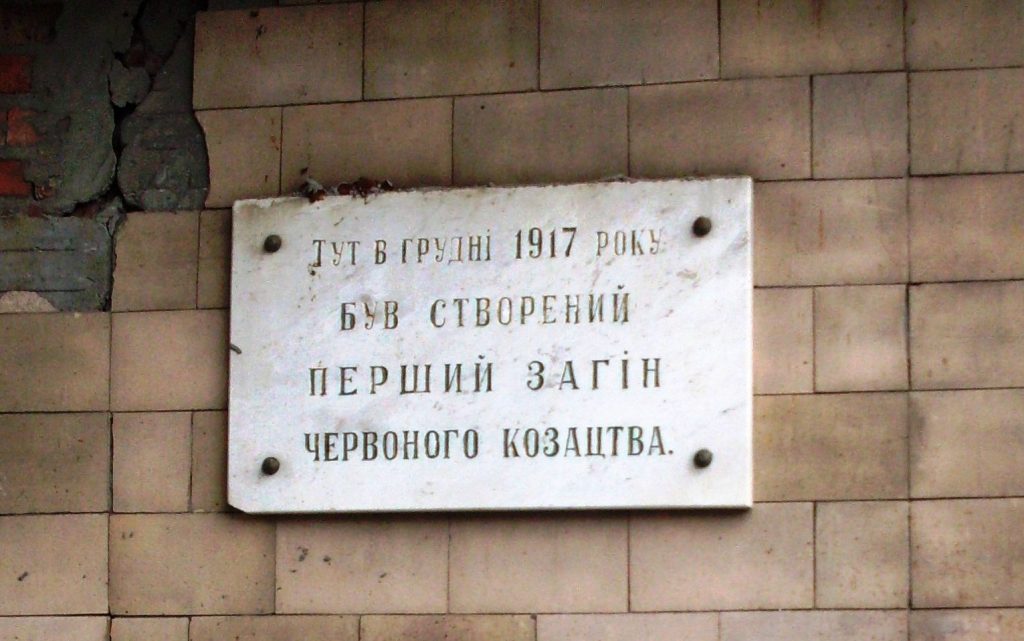 ТУТ В ГРУДНІ 1917 РОКУ
БУВ СТВОРЕНИЙ
ПЕРШИЙ ЗАГІН
ЧЕРВОНОГО КОЗАЦТВА.